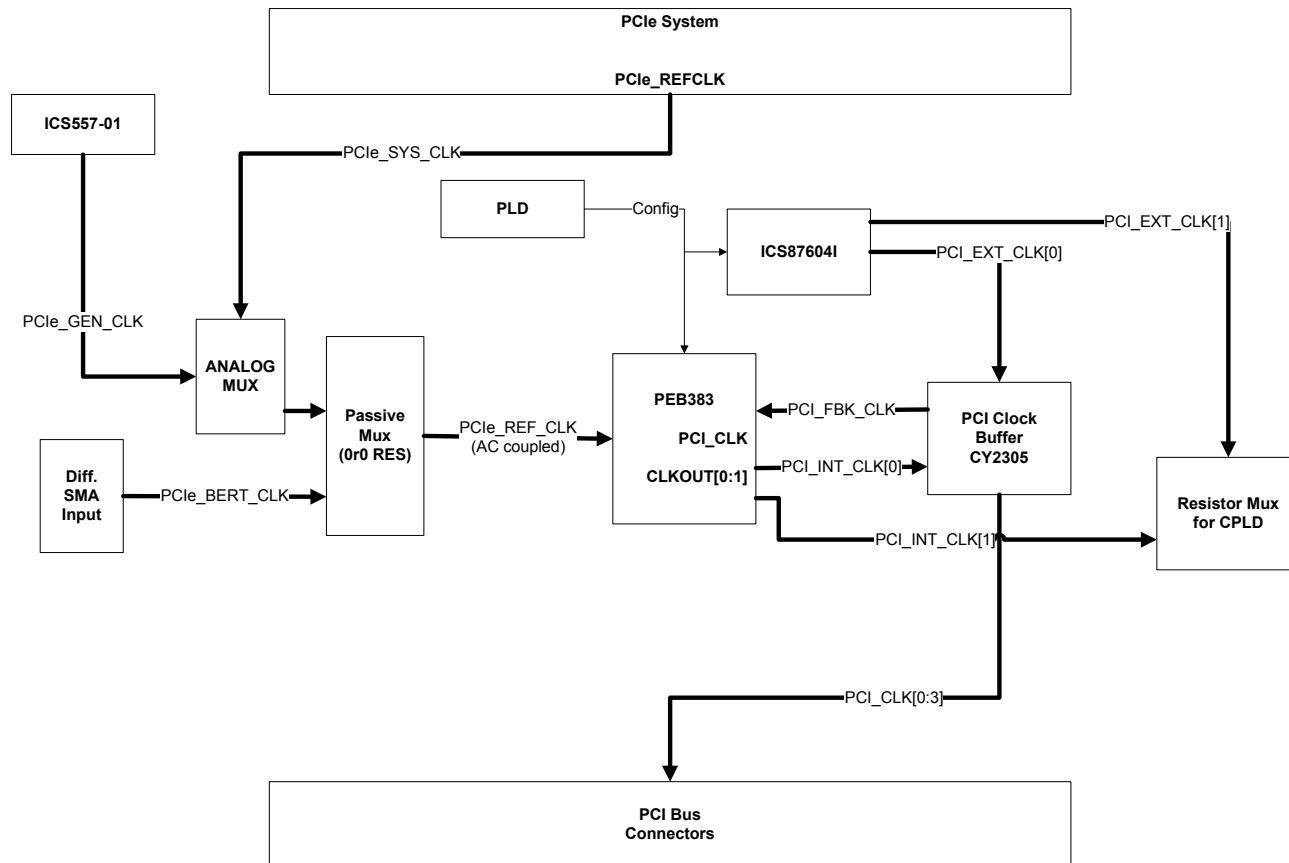 PCIe System
PCIe_REFCLK
ICS557-01
PCIe_SYS_CLK
PLD
Config
ICS87604I
PCI_EXT_CLK[1]
PCI_EXT_CLK[0]
PCIe_GEN_CLK
ANALOG
MUX
Passive
Mux
(0r0 RES)
PCIe_REF_CLK
(AC coupled)
PEB383
PCI_CLK
CLKOUT[0:1]
PCI_FBK_CLK
PCI_INT_CLK[0]
PCI Clock
Buffer
CY2305
Diff.
SMA
Input
PCIe_BERT_CLK
PCI_INT_CLK[1]
Resistor Mux
for CPLD
PCI_CLK[0:3]
PCI Bus
Connectors